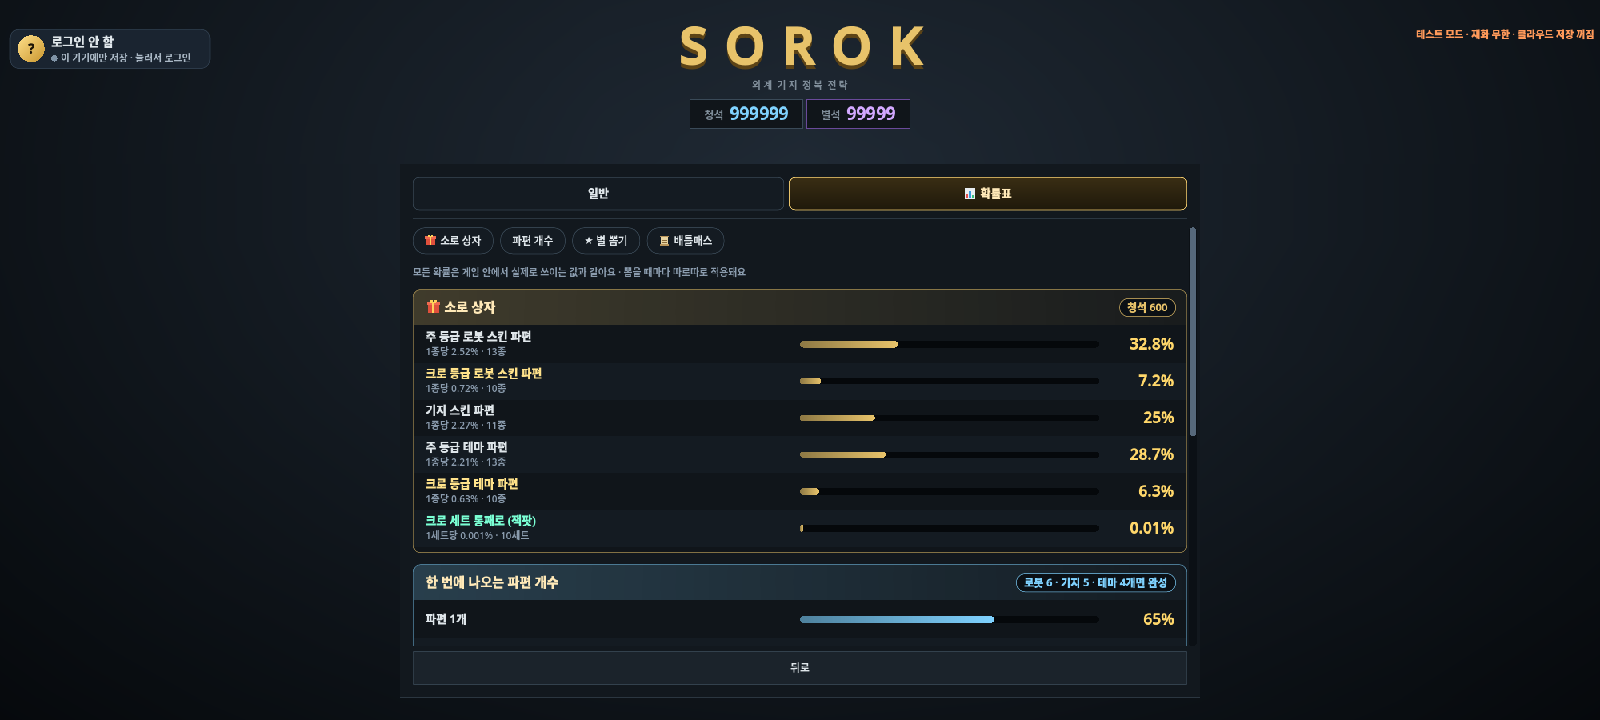 로그인 안 함
이 기기에만 저장 · 눌러서 로그인
SOROK
외계 기지 정복 전략
청석 999999
별석 99999
테스트 모드 · 재화 무한 · 클라우드 저장 꺼짐
일반
확률표
소로 상자
파편 개수
★ 별 뽑기
배틀패스
모든 확률은 게임 안에서 실제로 쓰이는 값과 같아요 · 뽑을 때마다 따로따로 적용돼요
소로 상자
청석 600
주 등급 로봇 스킨 파편
1종당 2.52% · 13종
32.8%
크로 등급 로봇 스킨 파편
1종당 0.72% · 10종
7.2%
기지 스킨 파편
1종당 2.27% · 11종
25%
주 등급 테마 파편
1종당 2.21% · 13종
28.7%
크로 등급 테마 파편
1종당 0.63% · 10종
6.3%
크로 세트 통째로 (잭팟)
1세트당 0.001% · 10세트
0.01%
한 번에 나오는 파편 개수
로봇 6 · 기지 5 · 테마 4개면 완성
파편 1개
65%
뒤로